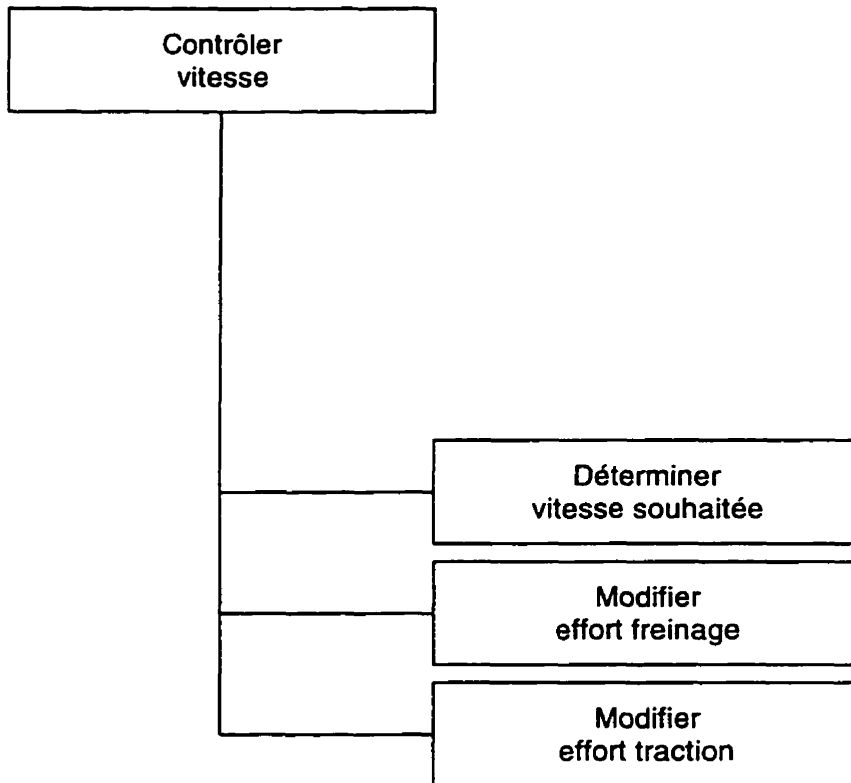 Contrôler
vitesse
Déterminer
vitesse souhaitée
Modifier
effort freinage
Modifier
effort traction